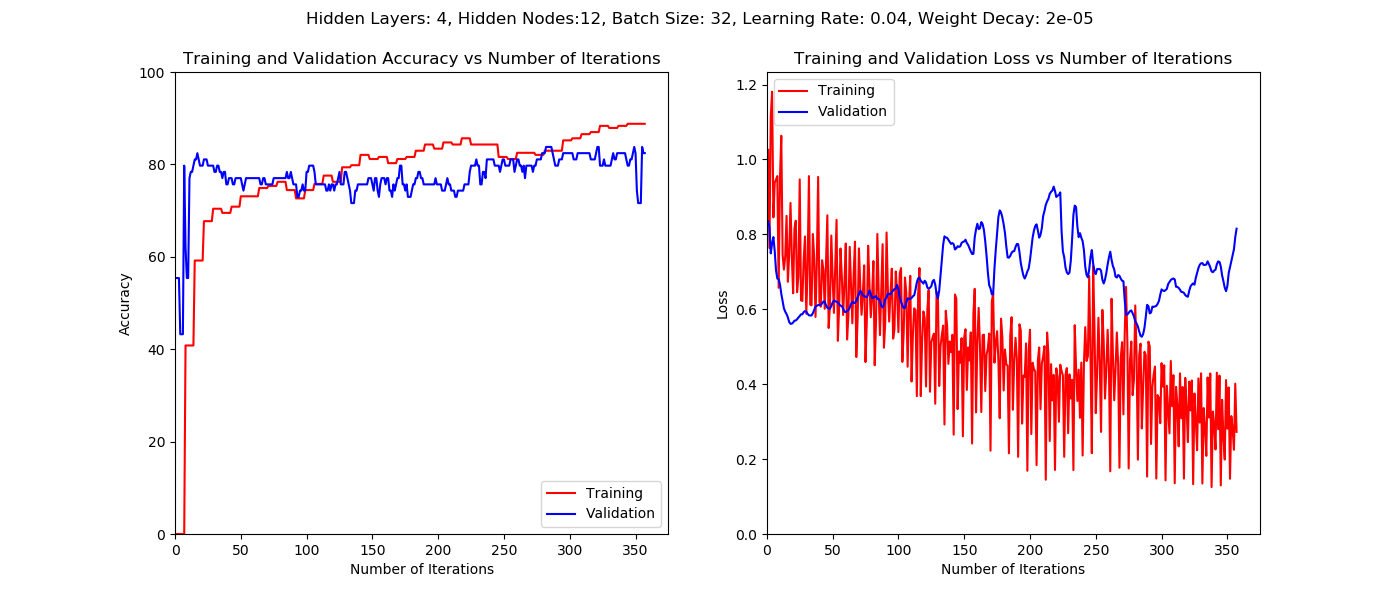 Hidden Layers: 4, Hidden Nodes:12, Batch Size: 32, Learning Rate: 0.04, Weight Decay: 2e-05
Training and Validation Accuracy vs Number of Iterations
100
80
60
40
20
0
Accuracy
0 50 100 150 200 250 300 350
Number of Iterations
Training
Validation
Training and Validation Loss vs Number of Iterations
Training
Validation
1.2
1.0
0.8
0.6
0.4
0.2
0.0
Loss
0 50 100 150 200 250 300 350
Number of Iterations